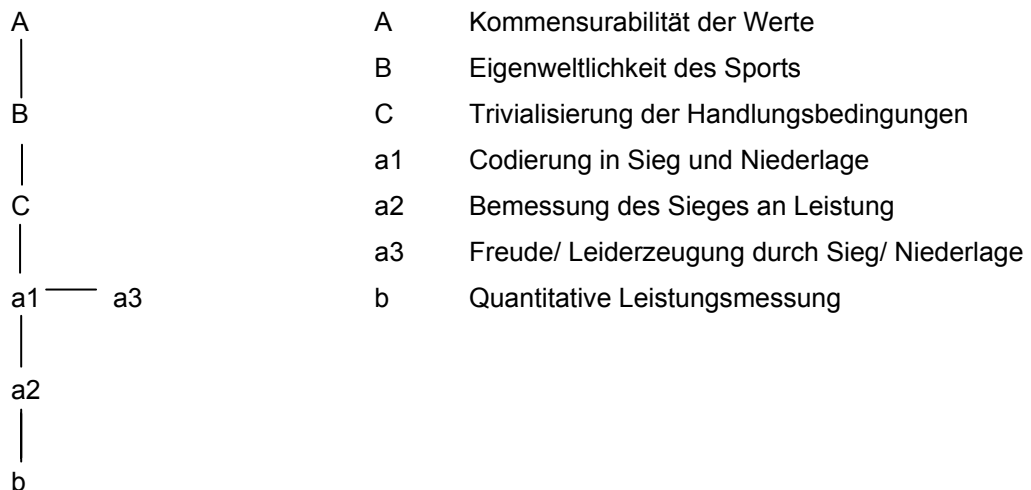 A A Kommensurabilität der Werte
B Eigenweltlichkeit des Sports
B C Trivialisierung der Handlungsbedingungen
a1 Codierung in Sieg und Niederlage
C a2 Bemessung des Sieges an Leistung
a3 Freude/ Leiderzeugung durch Sieg/ Niederlage
a1 a3 b Quantitative Leistungsmessung
a2
b